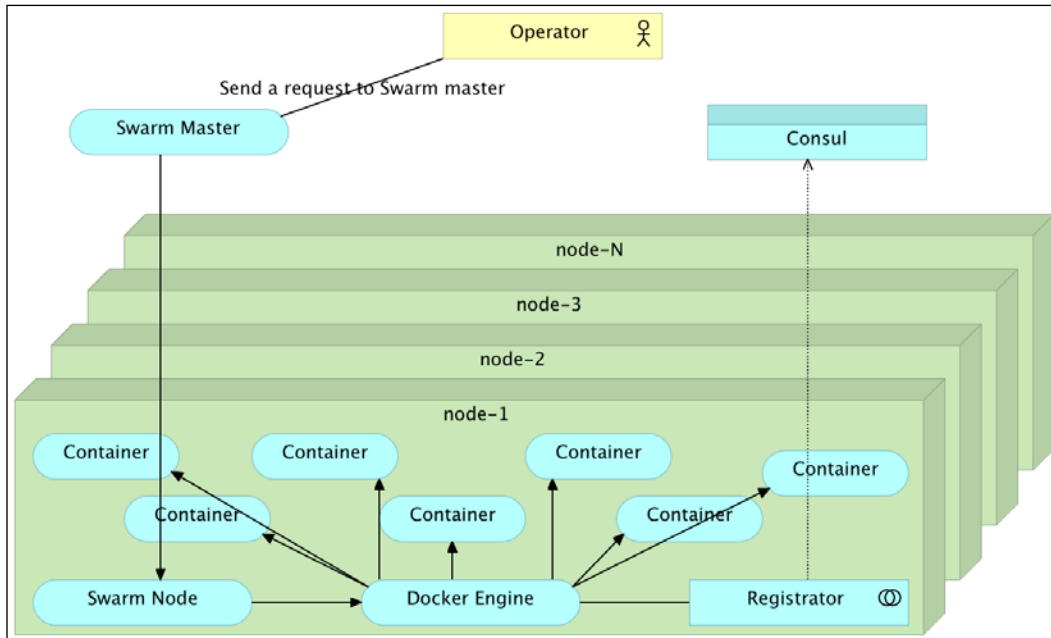 Operator
Send a request to Swarm master
Swarm Master
Consul
node-N
node-3
node-2
node-1
Container
Container
Container
Container
Container
Container
Container
Swarm Node
Docker Engine
Registrator